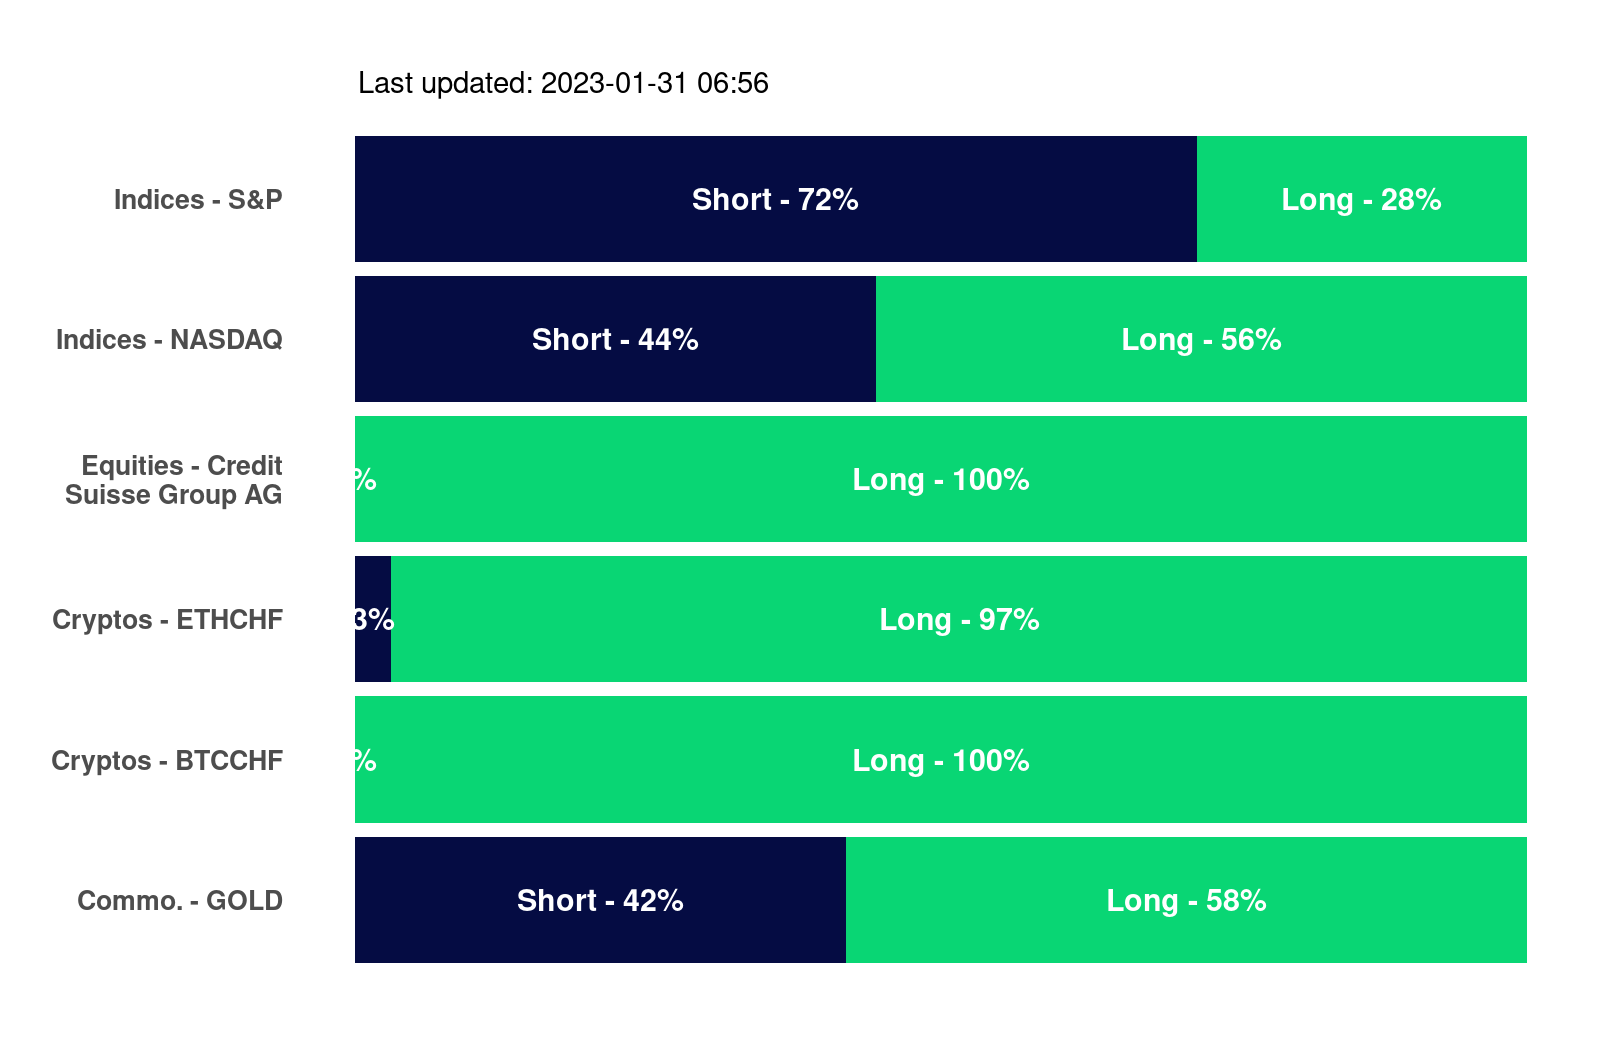 Last updated: 2023-01-31 06:56
Indices - S&P
Short - 72%
Long - 28%
Indices - NASDAQ
Short - 44%
Long - 56%
Equities - Credit
Suisse Group AG
%
Long - 100%
Cryptos - ETHCHF
3%
Long - 97%
Cryptos - BTCCHF
%
Long - 100%
Commo. - GOLD
Short - 42%
Long - 58%